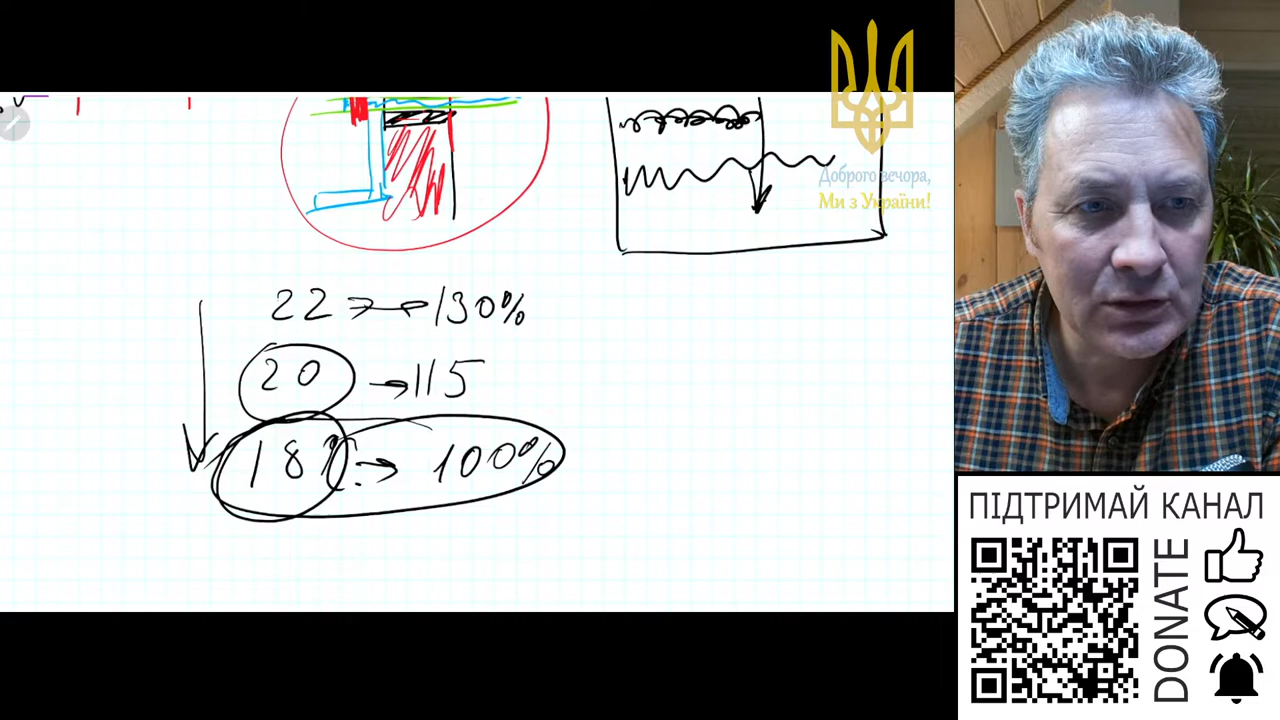 Доброго вечора,
Ми з України!
22 → 130%
20 → 115
18 → 100%
ПІДТРИМАЙ КАНАЛ
DONATE